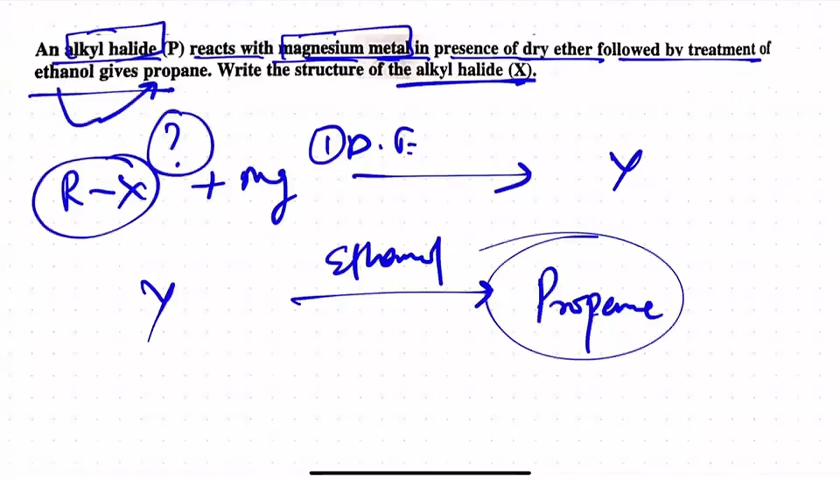 An alkyl halide (P) reacts with magnesium metal in presence of dry ether followed by treatment of
ethanol gives propane. Write the structure of the alkyl halide (X).
?
R-X + mg ① D.E Y
Y Ethanol Propane